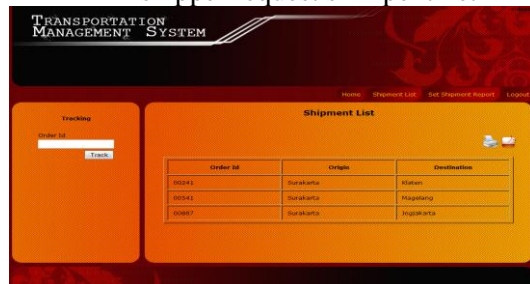 TRANSPORTATION
MANAGEMENT SYSTEM
Home Shipment List Set Shipment Report Logout
Tracking
Order Id
Track
Shipment List
Order Id Origin Destination
00241 Surakarta Klaten
00541 Surakarta Magelang
00887 Surakarta Jogjakarta